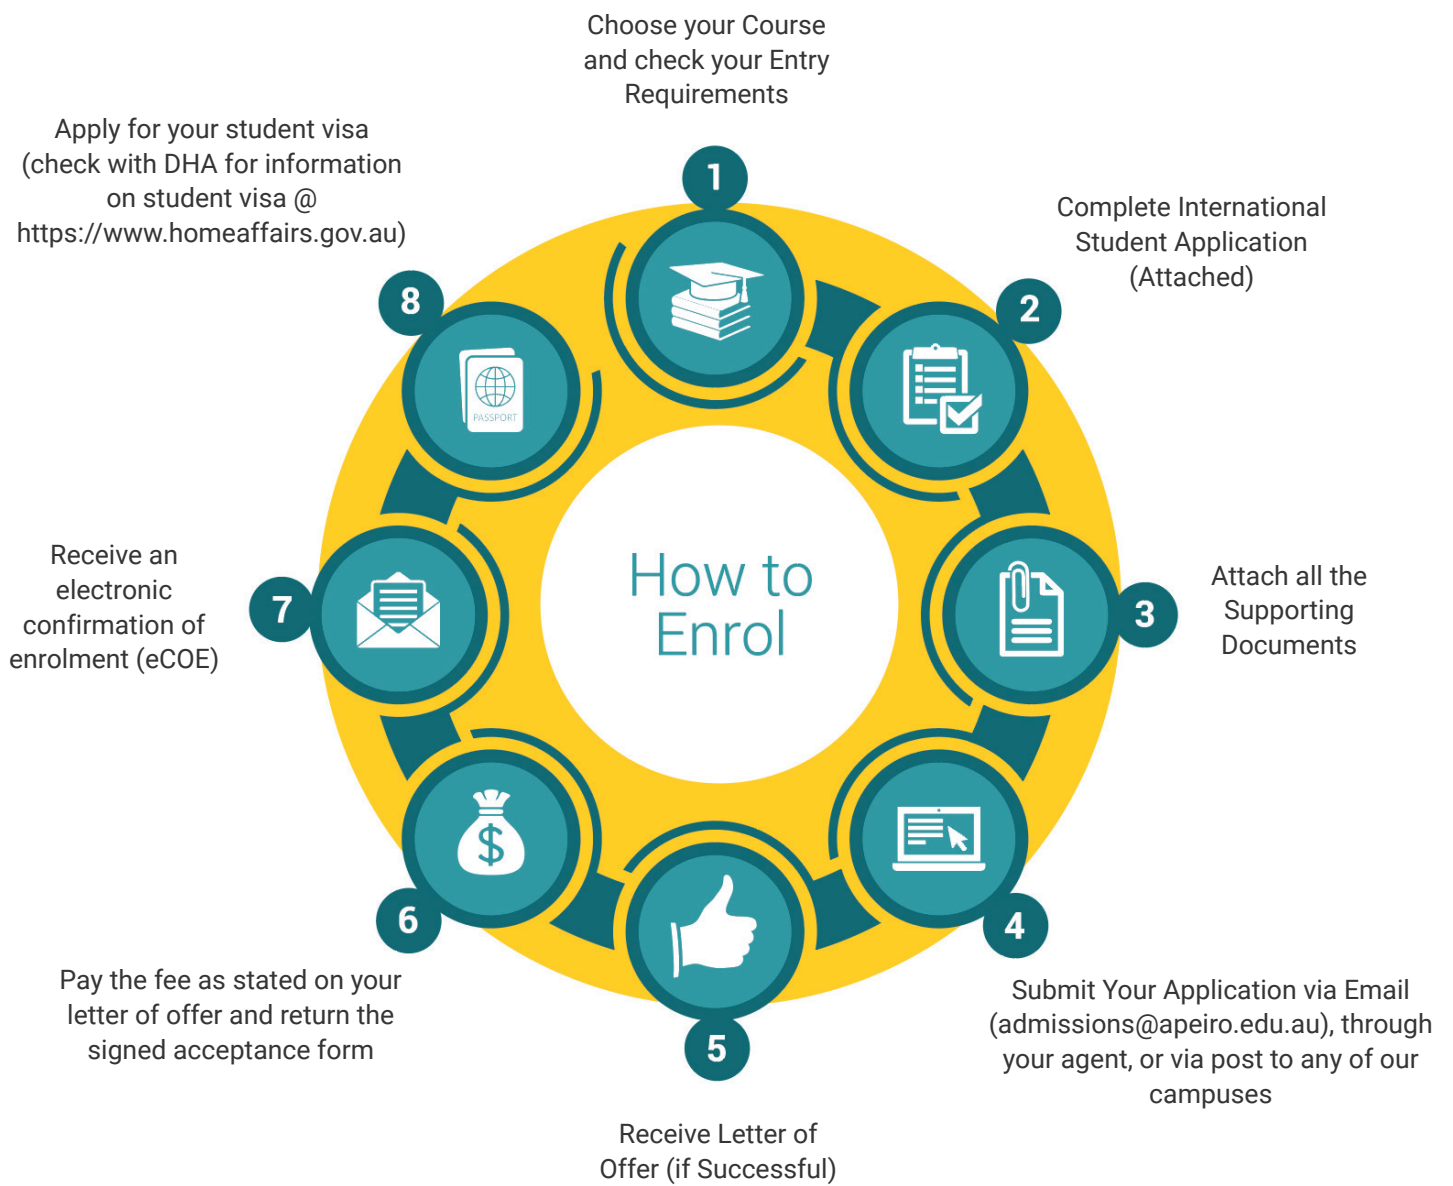 Choose your Course
and check your Entry
Requirements
1
Complete International
Student Application
(Attached)
2
Attach all the
Supporting
Documents
3
Submit Your Application via Email
(admissions@apeiro.edu.au), through
your agent, or via post to any of our
campuses
4
Receive Letter of
Offer (if Successful)
5
Pay the fee as stated on your
letter of offer and return the
signed acceptance form
6
$
Receive an
electronic
confirmation of
enrolment (eCOE)
7
Apply for your student visa
(check with DHA for information
on student visa @
https://www.homeaffairs.gov.au)
8
PASSPORT
How to
Enrol